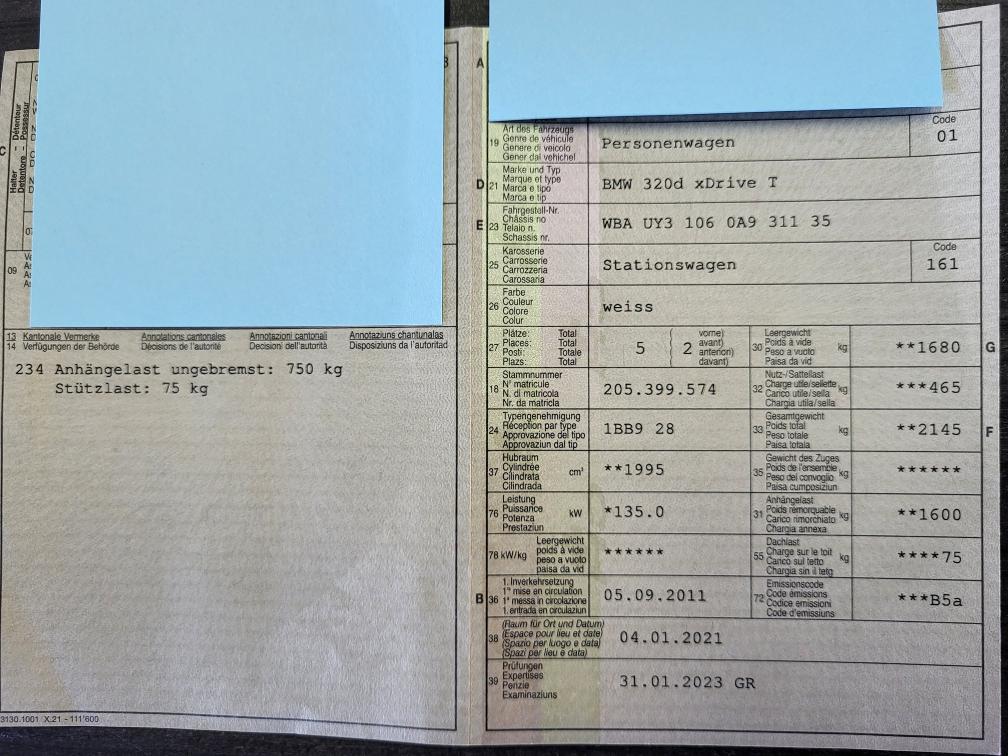 C
Halter – Détenteur
Detentore – Possessur
09
13 Kantonale Vermerke Annotations cantonales Annotazioni cantonali Annotaziuns chantunalas
14 Verfügungen der Behörde Décisions de l'autorité Decisioni dell'autorità Disposiziuns da l'autoritad
234 Anhängelast ungebremst: 750 kg
Stützlast: 75 kg
3130.1001 X.21 - 111'600
A
19 Art des Fahrzeugs
Genre de véhicule
Genere di veicolo
Gener dal vehichel
Personenwagen
Code
01
D 21 Marke und Typ
Marque et type
Marca e tipo
Marca e tip
BMW 320d xDrive T
E 23 Fahrgestell-Nr.
Châssis no
Telaio n.
Schassis nr.
WBA UY3 106 0A9 311 35
25 Karosserie
Carrosserie
Carrozzeria
Carossaria
Stationswagen
Code
161
26 Farbe
Couleur
Colore
Colur
weiss
27 Plätze: Total
Places: Total
Posti: Totale
Plazs: Total
5 ( 2 vorne)
avant)
anteriori)
davant)
30 Leergewicht
Poids à vide
Peso a vuoto
Paisa da vid
kg
**1680
G
18 Stammnummer
N° matricule
N. di matricola
Nr. da matricla
205.399.574
32 Nutz-/Sattellast
Charge utile/sellette
Carico utile/sella
Chargia utila/sella
kg
***465
24 Typengenehmigung
Réception par type
Approvazione del tipo
Approvaziun dal tip
1BB9 28
33 Gesamtgewicht
Poids total
Peso totale
Paisa totala
kg
**2145
F
37 Hubraum
Cylindrée
Cilindrata
Cilindrada
cm³
**1995
35 Gewicht des Zuges
Poids de l'ensemble
Peso del convoglio
Paisa cumposiziun
kg
******
76 Leistung
Puissance
Potenza
Prestaziun
kW
*135.0
31 Anhängelast
Poids remorquable
Carico rimorchiato
Chargia annexa
kg
**1600
78 kW/kg Leergewicht
poids à vide
peso a vuoto
paisa da vid
******
55 Dachlast
Charge sur le toit
Carico sul tetto
Chargia sin il tetg
kg
****75
B 36 1. Inverkehrsetzung
1re mise en circulation
1a messa in circolazione
1. entrada en circulaziun
05.09.2011
72 Emissionscode
Code émissions
Codice emissioni
Code d'emissiuns
***B5a
38 (Raum für Ort und Datum)
(Espace pour lieu et date)
(Spazio per luogo e data)
(Spazi per lieu e data)
04.01.2021
39 Prüfungen
Expertises
Perizie
Examinaziuns
31.01.2023 GR